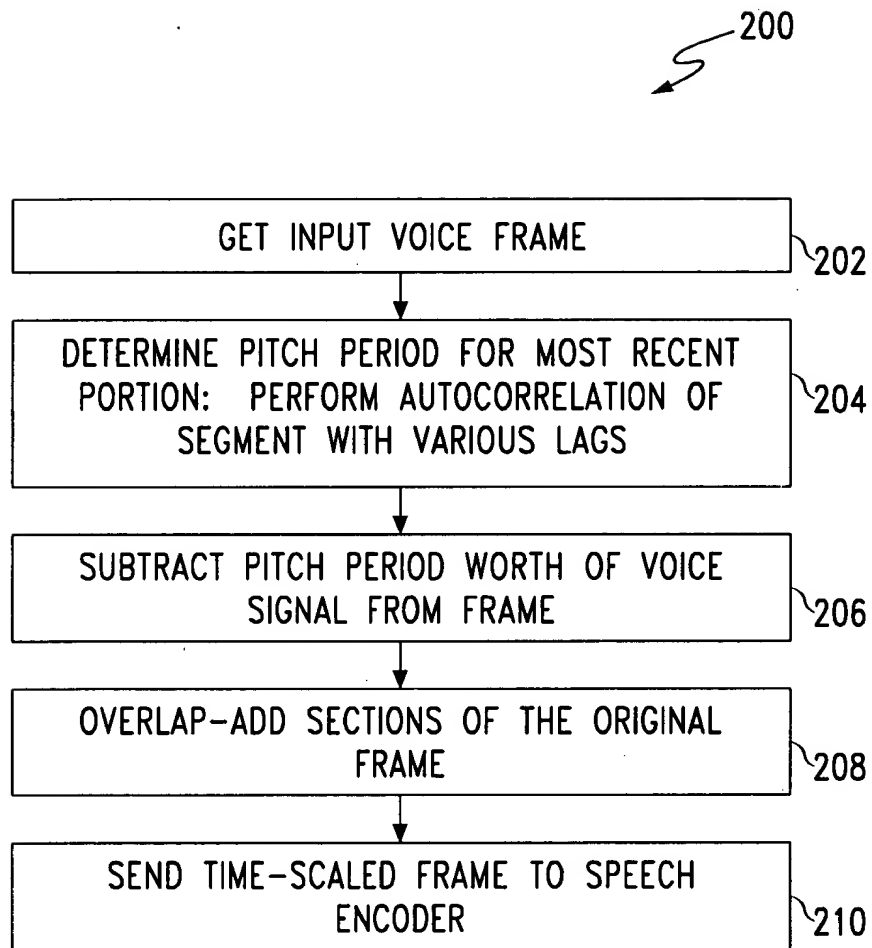 200
GET INPUT VOICE FRAME
202
DETERMINE PITCH PERIOD FOR MOST RECENT
PORTION: PERFORM AUTOCORRELATION OF
SEGMENT WITH VARIOUS LAGS
204
SUBTRACT PITCH PERIOD WORTH OF VOICE
SIGNAL FROM FRAME
206
OVERLAP-ADD SECTIONS OF THE ORIGINAL
FRAME
208
SEND TIME-SCALED FRAME TO SPEECH
ENCODER
210